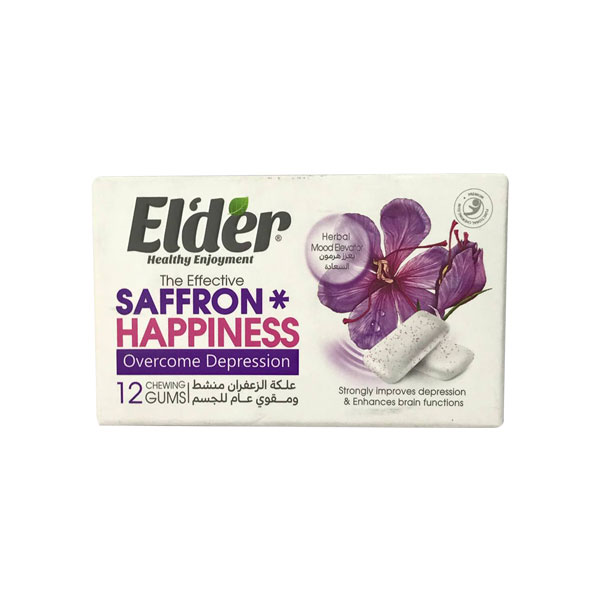 Elder®
Healthy Enjoyment
The Effective
SAFFRON *
HAPPINESS
Overcome Depression
12 CHEWING GUMS
علكة الزعفران منشط
ومقوي عام للجسم
Herbal
Mood Elevator
يعزز هرمون
السعادة
Strongly improves depression
& Enhances brain functions